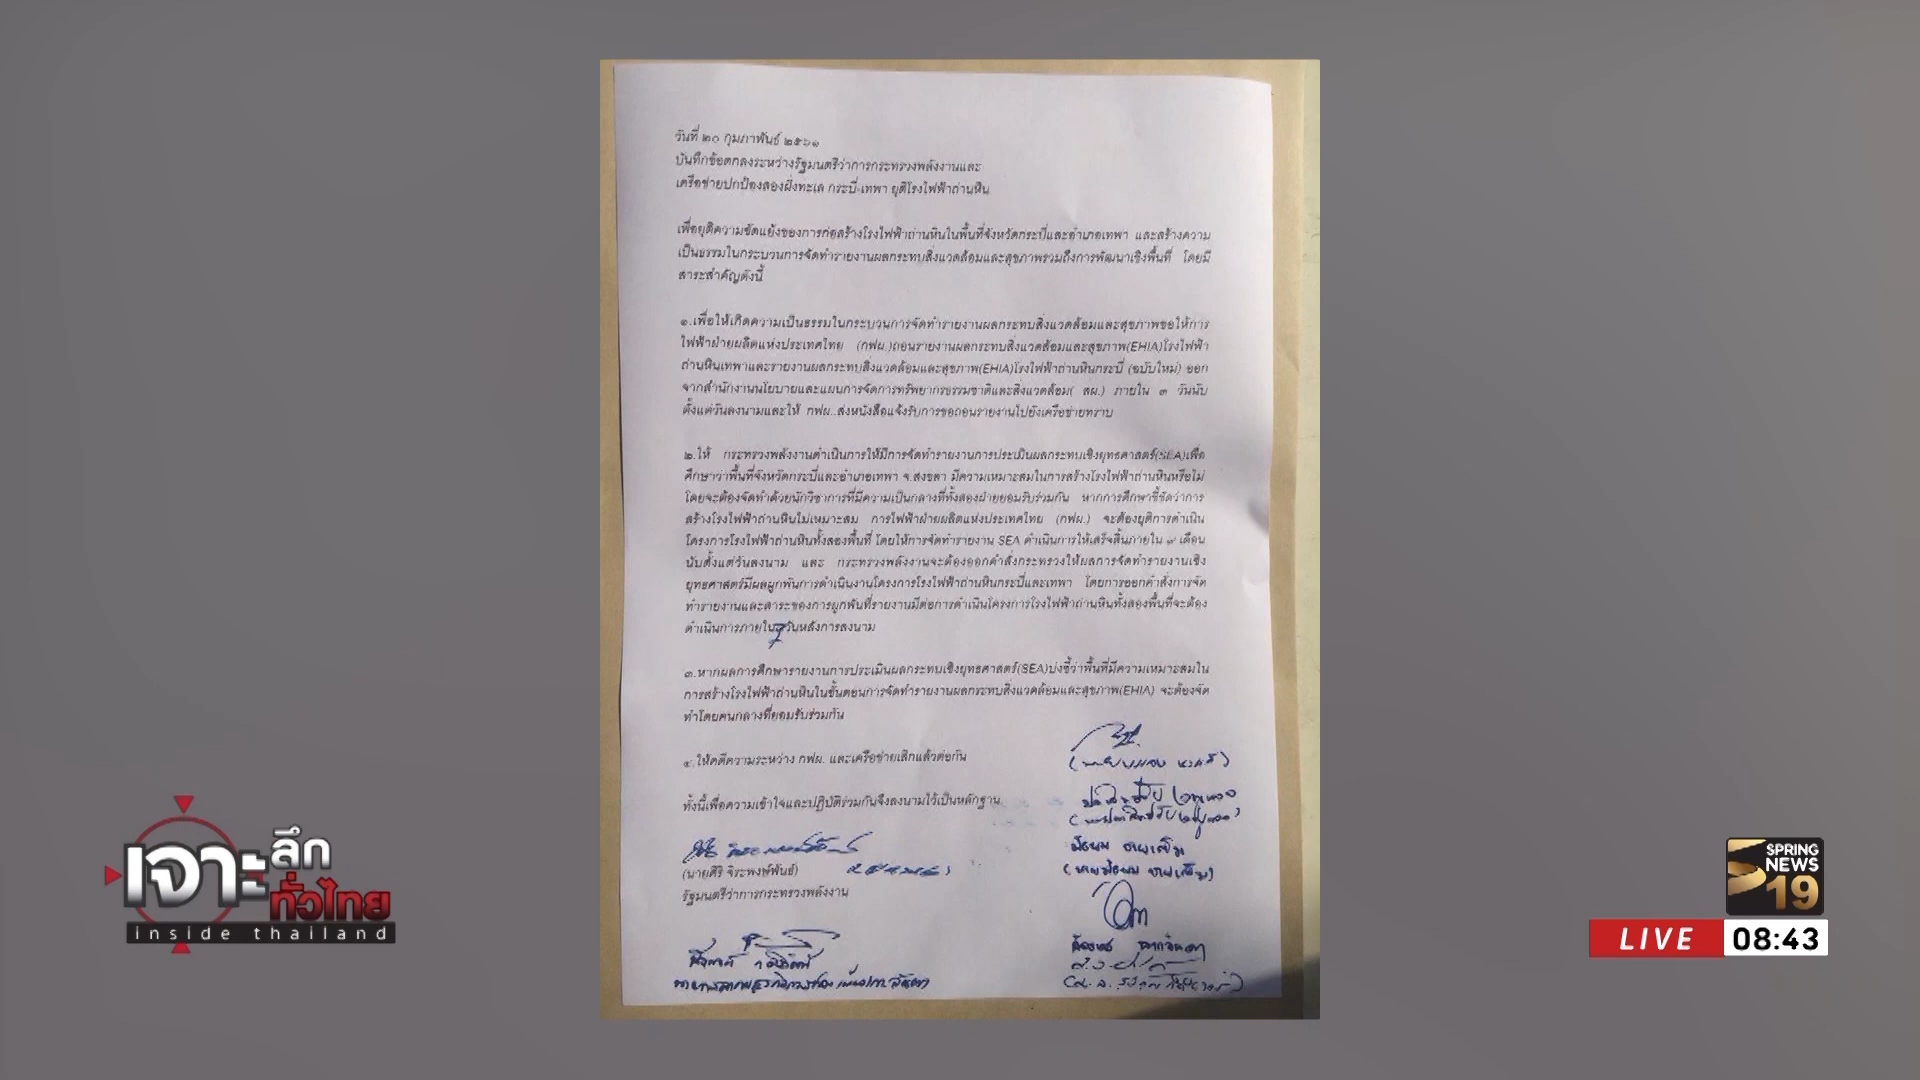 วันที่ ๒๐ กุมภาพันธ์ ๒๕๖๑
บันทึกข้อตกลงระหว่างรัฐมนตรีว่าการกระทรวงพลังงานและ
เครือข่ายปกป้องสองฝั่งทะเล กระบี่-เทพา ยุติโรงไฟฟ้าถ่านหิน
เพื่อยุติความขัดแย้งของการก่อสร้างโรงไฟฟ้าถ่านหินในพื้นที่จังหวัดกระบี่และอำเภอเทพา และสร้างความ
เป็นธรรมในกระบวนการจัดทำรายงานผลกระทบสิ่งแวดล้อมและสุขภาพรวมถึงการพัฒนาเชิงพื้นที่ โดยมี
สาระสำคัญดังนี้
๑.เพื่อให้เกิดความเป็นธรรมในกระบวนการจัดทำรายงานผลกระทบสิ่งแวดล้อมและสุขภาพขอให้การ
ไฟฟ้าฝ่ายผลิตแห่งประเทศไทย (กฟผ.)ถอนรายงานผลกระทบสิ่งแวดล้อมและสุขภาพ(EHIA)โรงไฟฟ้า
ถ่านหินเทพาและรายงานผลกระทบสิ่งแวดล้อมและสุขภาพ(EHIA)โรงไฟฟ้าถ่านหินกระบี่ (ฉบับใหม่) ออก
จากสำนักงานนโยบายและแผนการจัดการทรัพยากรธรรมชาติและสิ่งแวดล้อม( สผ.) ภายใน ๓ วันนับ
ตั้งแต่วันลงนามและให้ กฟผ..ส่งหนังสือแจ้งรับการขอถอนรายงานไปยังเครือข่ายทราบ
๒.ให้ กระทรวงพลังงานดำเนินการให้มีการจัดทำรายงานการประเมินผลกระทบเชิงยุทธศาสตร์(SEA)เพื่อ
ศึกษาว่าพื้นที่จังหวัดกระบี่และอำเภอเทพา จ.สงขลา มีความเหมาะสมในการสร้างโรงไฟฟ้าถ่านหินหรือไม่
โดยจะต้องจัดทำด้วยนักวิชาการที่มีความเป็นกลางที่ทั้งสองฝ่ายยอมรับร่วมกัน หากการศึกษาชี้ชัดว่าการ
สร้างโรงไฟฟ้าถ่านหินไม่เหมาะสม การไฟฟ้าฝ่ายผลิตแห่งประเทศไทย (กฟผ.) จะต้องยุติการดำเนิน
โครงการโรงไฟฟ้าถ่านหินทั้งสองพื้นที่ โดยให้การจัดทำรายงาน SEA ดำเนินการให้เสร็จสิ้นภายใน ๙ เดือน
นับตั้งแต่วันลงนาม และ กระทรวงพลังงานจะต้องออกคำสั่งกระทรวงให้ผลการจัดทำรายงานเชิง
ยุทธศาสตร์มีผลผูกพันการดำเนินงานโครงการโรงไฟฟ้าถ่านหินกระบี่และเทพา โดยการออกคำสั่งการจัด
ทำรายงานและสาระของการผูกพันที่รายงานมีต่อการดำเนินโครงการโรงไฟฟ้าถ่านหินทั้งสองพื้นที่จะต้อง
ดำเนินการภายใน 7 วันหลังการลงนาม
๓.หากผลการศึกษารายงานการประเมินผลกระทบเชิงยุทธศาสตร์(SEA)บ่งชี้ว่าพื้นที่มีความเหมาะสมใน
การสร้างโรงไฟฟ้าถ่านหินในขั้นตอนการจัดทำรายงานผลกระทบสิ่งแวดล้อมและสุขภาพ(EHIA) จะต้องจัด
ทำโดยคนกลางที่ยอมรับร่วมกัน
๔.ให้คดีความระหว่าง กฟผ. และเครือข่ายเลิกแล้วต่อกัน
ทั้งนี้เพื่อความเข้าใจและปฏิบัติร่วมกันจึงลงนามไว้เป็นหลักฐาน
(นายศิริ จิระพงษ์พันธ์)
รัฐมนตรีว่าการกระทรวงพลังงาน
เจาะลึก
ทั่วไทย
inside thailand
SPRING
NEWS
19
LIVE 08:43